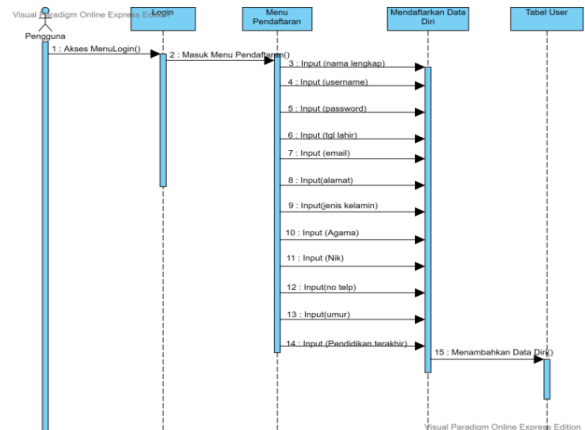 Visual Paradigm Online Express Edition
Login
Menu
Pendaftaran
Mendaftarkan Data
Diri
Tabel User
Pengguna
1 : Akses MenuLogin()
2 : Masuk Menu Pendaftaran()
3 : Input (nama lengkap)
4 : Input (username)
5 : Input (password)
6 : Input (tgl lahir)
7 : Input (email)
8 : Input(alamat)
9 : Input(jenis kelamin)
10 : Input (Agama)
11 : Input (Nik)
12 : Input(no telp)
13 : Input(umur)
14 : Input (Pendidikan terakhir)
15 : Menambahkan Data Diri()
Visual Paradigm Online Express Edition